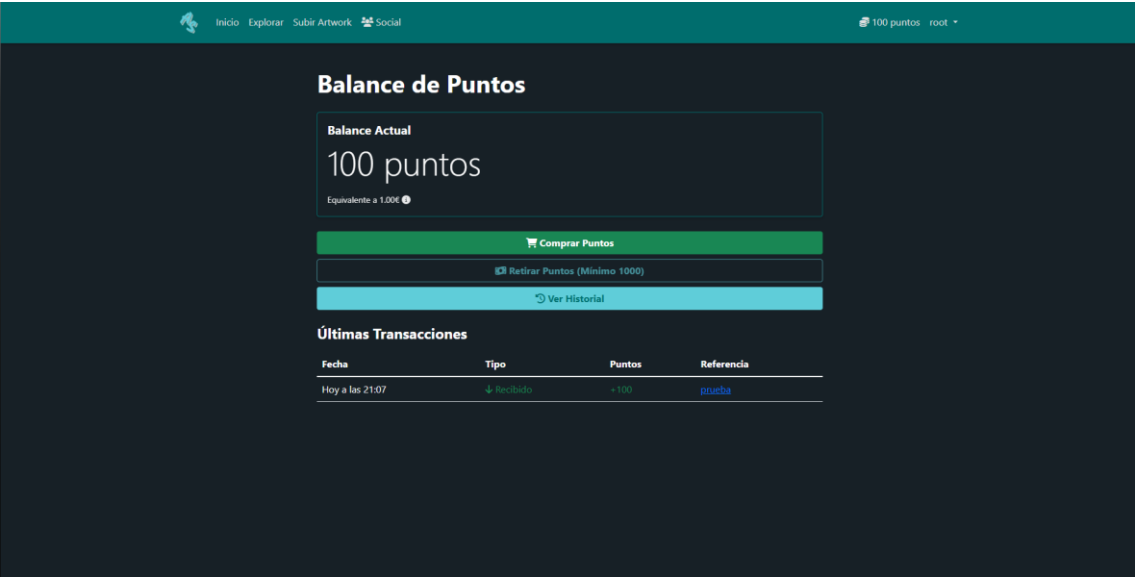 Inicio Explorar Subir Artwork Social 100 puntos root
Balance de Puntos
Balance Actual
100 puntos
Equivalente a 1.00€
Comprar Puntos
Retirar Puntos (Mínimo 1000)
Ver Historial
Últimas Transacciones
Fecha Tipo Puntos Referencia
Hoy a las 21:07 Recibido +100 prueba